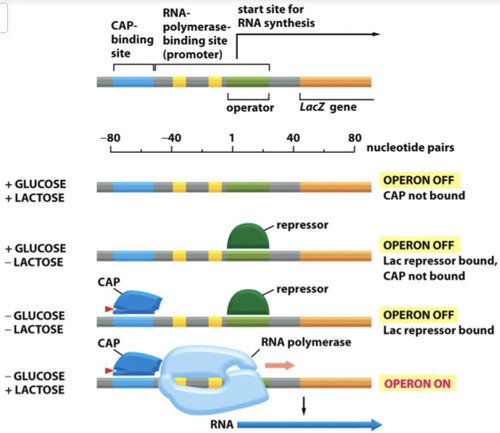 CAP-
binding
site
RNA-
polymerase-
binding site
(promoter)
start site for
RNA synthesis
operator
LacZ gene
−80 −40 1 40 80 nucleotide pairs
+ GLUCOSE
+ LACTOSE
OPERON OFF
CAP not bound
+ GLUCOSE
− LACTOSE
repressor
OPERON OFF
Lac repressor bound,
CAP not bound
− GLUCOSE
− LACTOSE
CAP
repressor
OPERON OFF
Lac repressor bound
− GLUCOSE
+ LACTOSE
CAP
RNA polymerase
OPERON ON
RNA